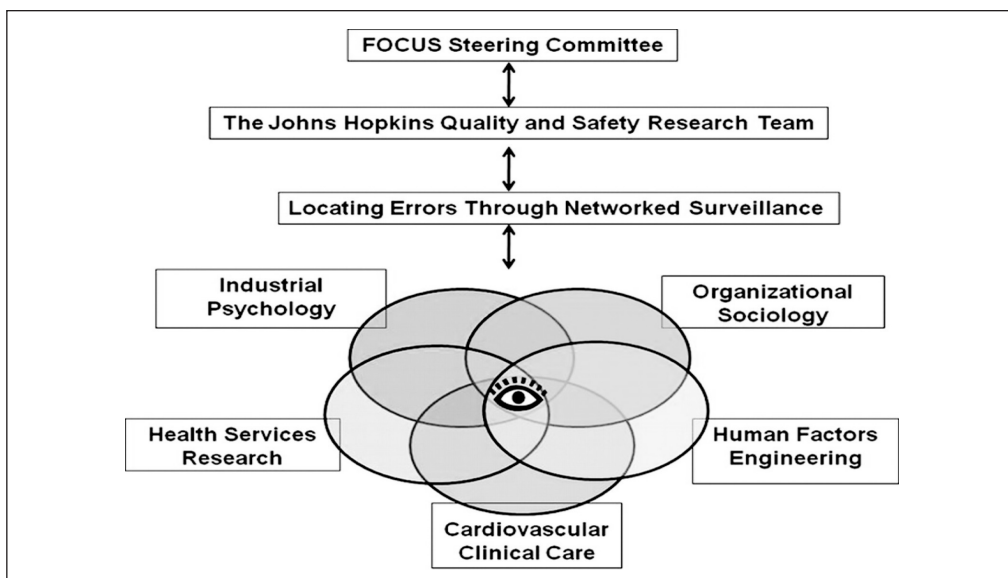 FOCUS Steering Committee
The Johns Hopkins Quality and Safety Research Team
Locating Errors Through Networked Surveillance
Industrial
Psychology
Organizational
Sociology
Health Services
Research
Human Factors
Engineering
Cardiovascular
Clinical Care